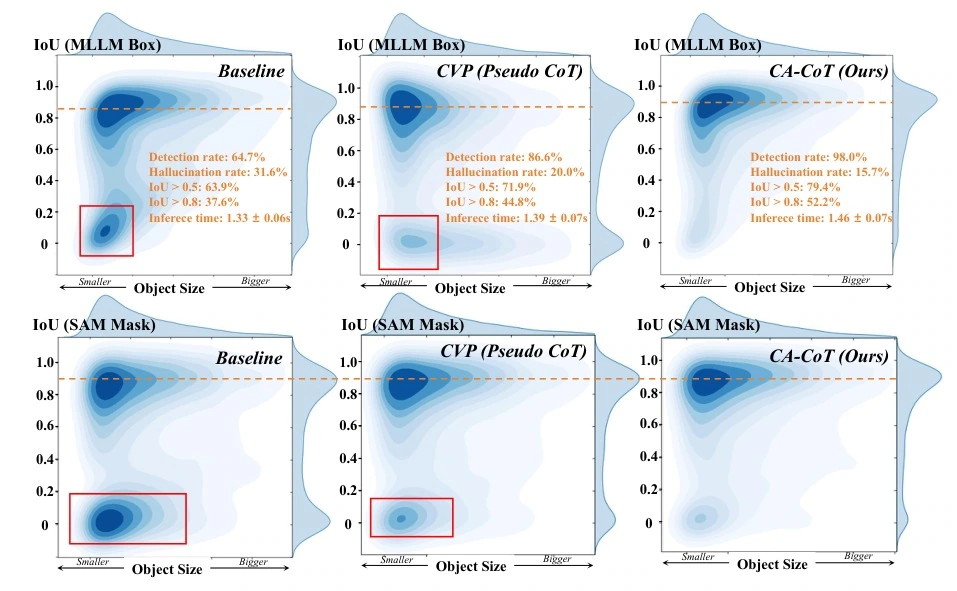 IoU (MLLM Box)
Baseline
1.0
0.8
0.6
0.4
0.2
0
Detection rate: 64.7%
Hallucination rate: 31.6%
IoU > 0.5: 63.9%
IoU > 0.8: 37.6%
Inferece time: 1.33 ± 0.06s
Smaller
Object Size
Bigger
IoU (MLLM Box)
CVP (Pseudo CoT)
1.0
0.8
0.6
0.4
0.2
0
Detection rate: 86.6%
Hallucination rate: 20.0%
IoU > 0.5: 71.9%
IoU > 0.8: 44.8%
Inferece time: 1.39 ± 0.07s
Smaller
Object Size
Bigger
IoU (MLLM Box)
CA-CoT (Ours)
1.0
0.8
0.6
0.4
0.2
0
Detection rate: 98.0%
Hallucination rate: 15.7%
IoU > 0.5: 79.4%
IoU > 0.8: 52.2%
Inferece time: 1.46 ± 0.07s
Smaller
Object Size
Bigger
IoU (SAM Mask)
Baseline
1.0
0.8
0.6
0.4
0.2
0
Smaller
Object Size
Bigger
IoU (SAM Mask)
CVP (Pseudo CoT)
1.0
0.8
0.6
0.4
0.2
0
Smaller
Object Size
Bigger
IoU (SAM Mask)
CA-CoT (Ours)
1.0
0.8
0.6
0.4
0.2
0
Smaller
Object Size
Bigger